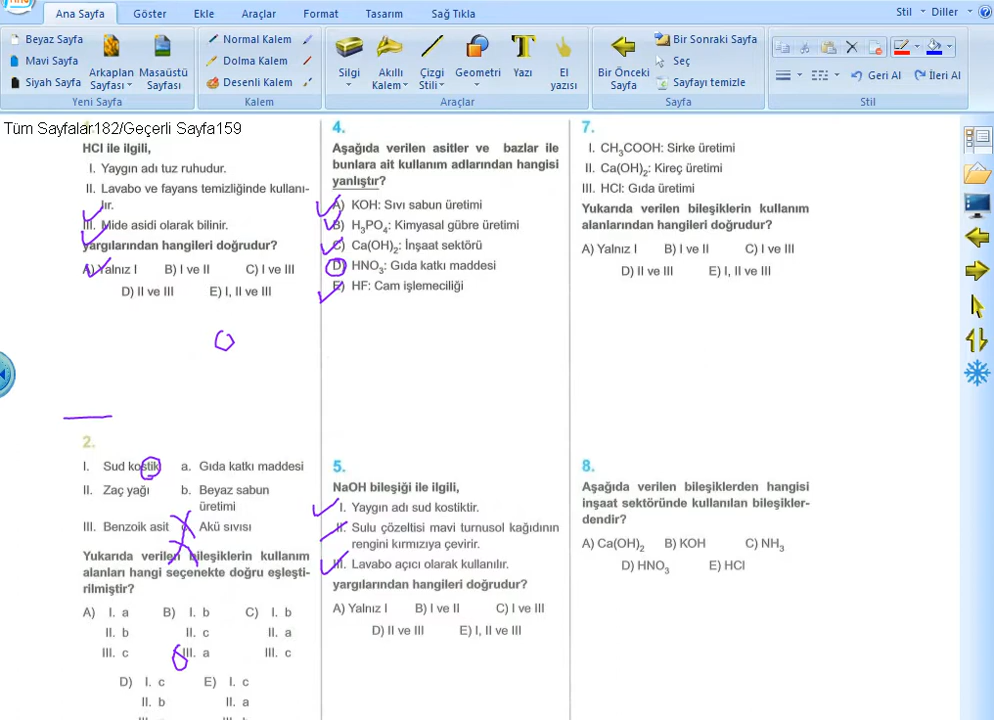 Ana Sayfa Göster Ekle Araçlar Format Tasarım Sağ Tıkla Stil Diller
Beyaz Sayfa
Mavi Sayfa
Siyah Sayfa
Arkaplan Sayfası
Masaüstü Sayfası
Yeni Sayfa
Normal Kalem
Dolma Kalem
Desenli Kalem
Kalem
Silgi
Akıllı Kalem
Çizgi Stili
Geometri
Yazı
El yazısı
Araçlar
Bir Önceki Sayfa
Bir Sonraki Sayfa
Seç
Sayfayı temizle
Sayfa
Geri Al
İleri Al
Stil
Tüm Sayfalar182/Geçerli Sayfa159
HCl ile ilgili,
I. Yaygın adı tuz ruhudur.
II. Lavabo ve fayans temizliğinde kullanı-
lır.
III. Mide asidi olarak bilinir.
yargılarından hangileri doğrudur?
A) Yalnız I B) I ve II C) I ve III
D) II ve III E) I, II ve III
2.
I. Sud kostik a. Gıda katkı maddesi
II. Zaç yağı b. Beyaz sabun
üretimi
III. Benzoik asit c. Akü sıvısı
Yukarıda verilen bileşiklerin kullanım
alanları hangi seçenekte doğru eşleşti-
rilmiştir?
A) I. a B) I. b C) I. b
II. b II. c II. a
III. c III. a III. c
D) I. c E) I. c
II. b II. a
4.
Aşağıda verilen asitler ve bazlar ile
bunlara ait kullanım adlarından hangisi
yanlıştır?
A) KOH: Sıvı sabun üretimi
B) H3PO4: Kimyasal gübre üretimi
C) Ca(OH)2: İnşaat sektörü
D) HNO3: Gıda katkı maddesi
E) HF: Cam işlemeciliği
5.
NaOH bileşiği ile ilgili,
I. Yaygın adı sud kostiktir.
II. Sulu çözeltisi mavi turnusol kağıdının
rengini kırmızıya çevirir.
III. Lavabo açıcı olarak kullanılır.
yargılarından hangileri doğrudur?
A) Yalnız I B) I ve II C) I ve III
D) II ve III E) I, II ve III
7.
I. CH3COOH: Sirke üretimi
II. Ca(OH)2: Kireç üretimi
III. HCl: Gıda üretimi
Yukarıda verilen bileşiklerin kullanım
alanlarından hangileri doğrudur?
A) Yalnız I B) I ve II C) I ve III
D) II ve III E) I, II ve III
8.
Aşağıda verilen bileşiklerden hangisi
inşaat sektöründe kullanılan bileşikler-
dendir?
A) Ca(OH)2 B) KOH C) NH3
D) HNO3 E) HCl